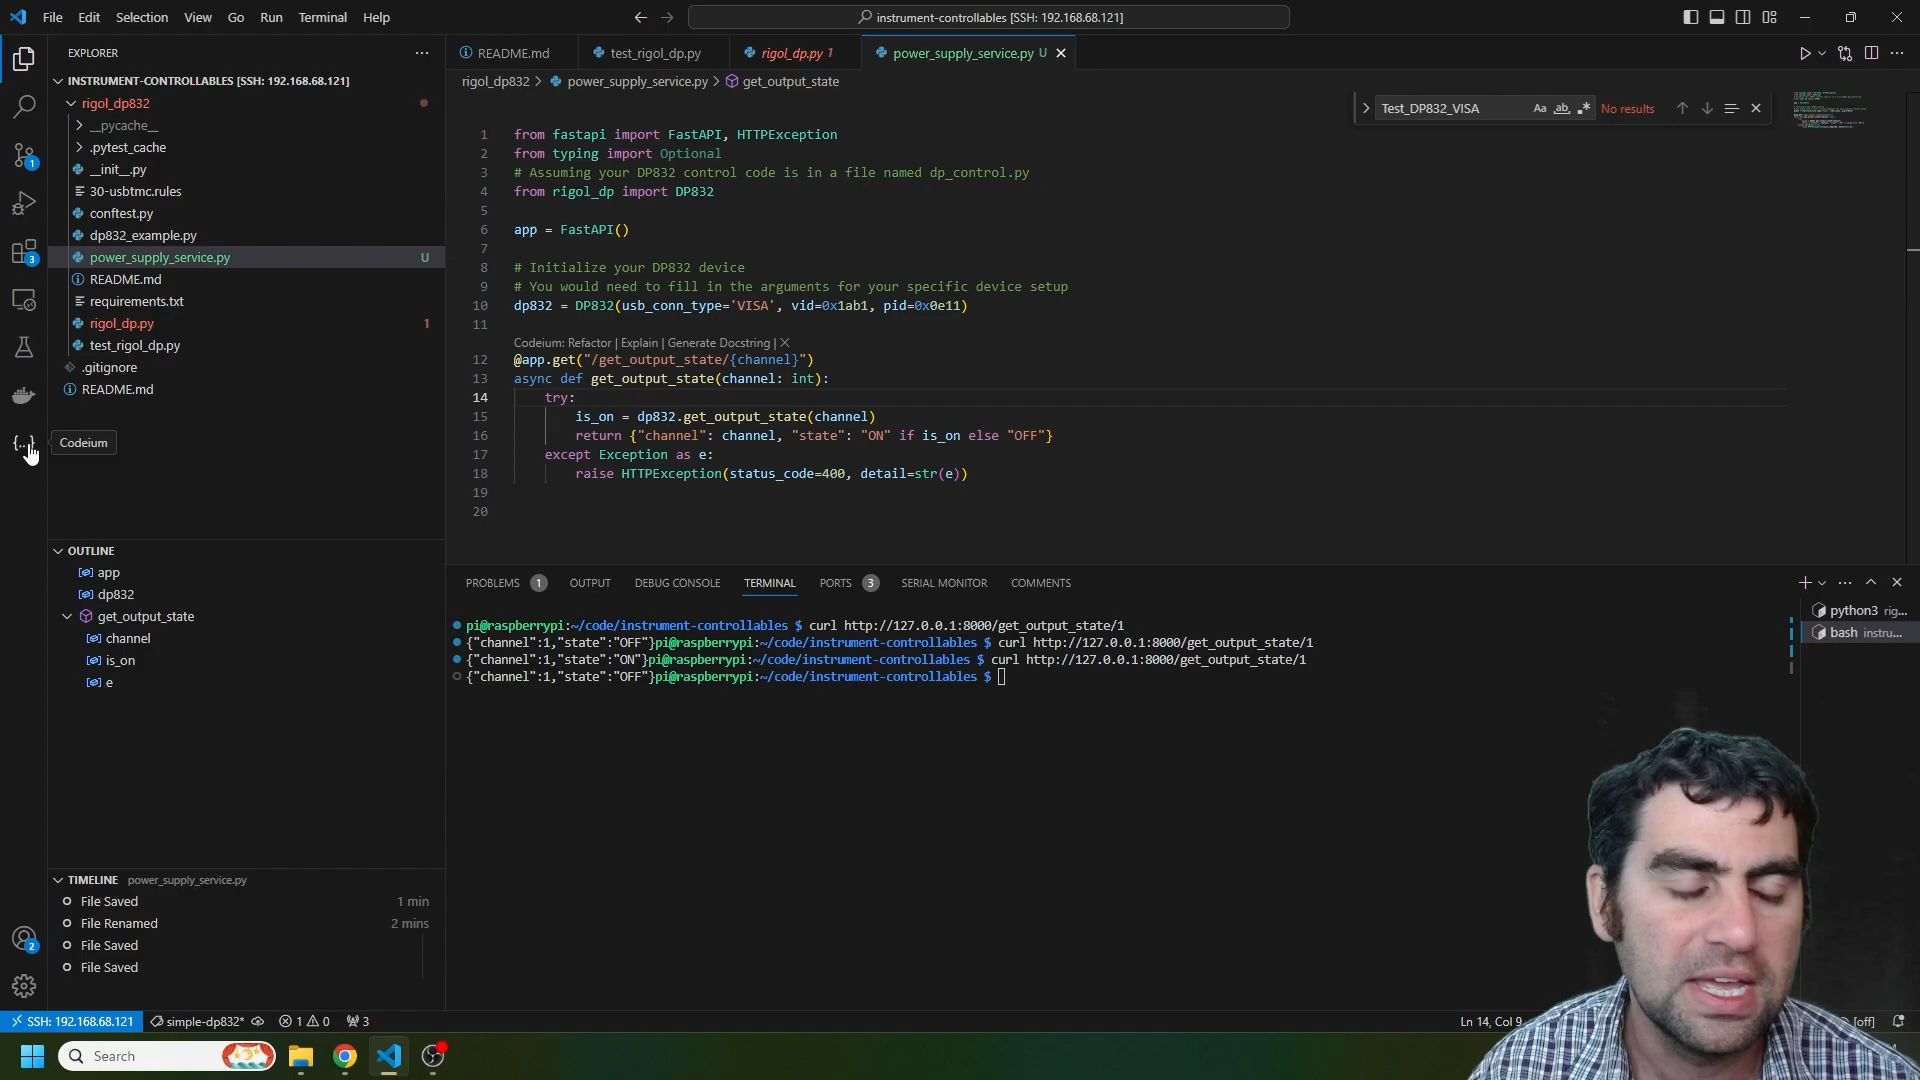 File Edit Selection View Go Run Terminal Help
instrument-controllables [SSH: 192.168.68.121]
EXPLORER
INSTRUMENT-CONTROLLABLES [SSH: 192.168.68.121]
rigol_dp832
__pycache__
.pytest_cache
__init__.py
30-usbtmc.rules
conftest.py
dp832_example.py
power_supply_service.py U
README.md
requirements.txt
rigol_dp.py 1
test_rigol_dp.py
.gitignore
README.md
1
3
Codeium
OUTLINE
app
dp832
get_output_state
channel
is_on
e
TIMELINE power_supply_service.py
File Saved 1 min
File Renamed 2 mins
File Saved
File Saved
2
README.md test_rigol_dp.py rigol_dp.py 1 power_supply_service.py U
rigol_dp832 > power_supply_service.py > get_output_state
Test_DP832_VISA Aa ab No results
1 from fastapi import FastAPI, HTTPException
2 from typing import Optional
3 # Assuming your DP832 control code is in a file named dp_control.py
4 from rigol_dp import DP832
5
6 app = FastAPI()
7
8 # Initialize your DP832 device
9 # You would need to fill in the arguments for your specific device setup
10 dp832 = DP832(usb_conn_type='VISA', vid=0x1ab1, pid=0x0e11)
11
Codeium: Refactor | Explain | Generate Docstring | X
12 @app.get("/get_output_state/{channel}")
13 async def get_output_state(channel: int):
14 try:
15 is_on = dp832.get_output_state(channel)
16 return {"channel": channel, "state": "ON" if is_on else "OFF"}
17 except Exception as e:
18 raise HTTPException(status_code=400, detail=str(e))
19
20
PROBLEMS 1 OUTPUT DEBUG CONSOLE TERMINAL PORTS 3 SERIAL MONITOR COMMENTS
pi@raspberrypi:~/code/instrument-controllables $ curl http://127.0.0.1:8000/get_output_state/1
{"channel":1,"state":"OFF"}pi@raspberrypi:~/code/instrument-controllables $ curl http://127.0.0.1:8000/get_output_state/1
{"channel":1,"state":"ON"}pi@raspberrypi:~/code/instrument-controllables $ curl http://127.0.0.1:8000/get_output_state/1
{"channel":1,"state":"OFF"}pi@raspberrypi:~/code/instrument-controllables $
python3 rig...
bash instru...
SSH: 192.168.68.121 simple-dp832* 1 0 3
Ln 14, Col 9
[off]
Search